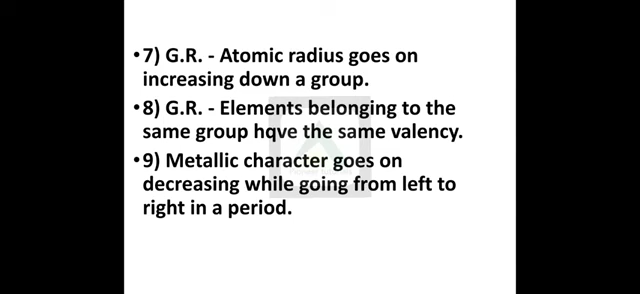 •7) G.R. - Atomic radius goes on
increasing down a group.
•8) G.R. - Elements belonging to the
same group hqve the same valency.
•9) Metallic character goes on
decreasing while going from left to
right in a period.